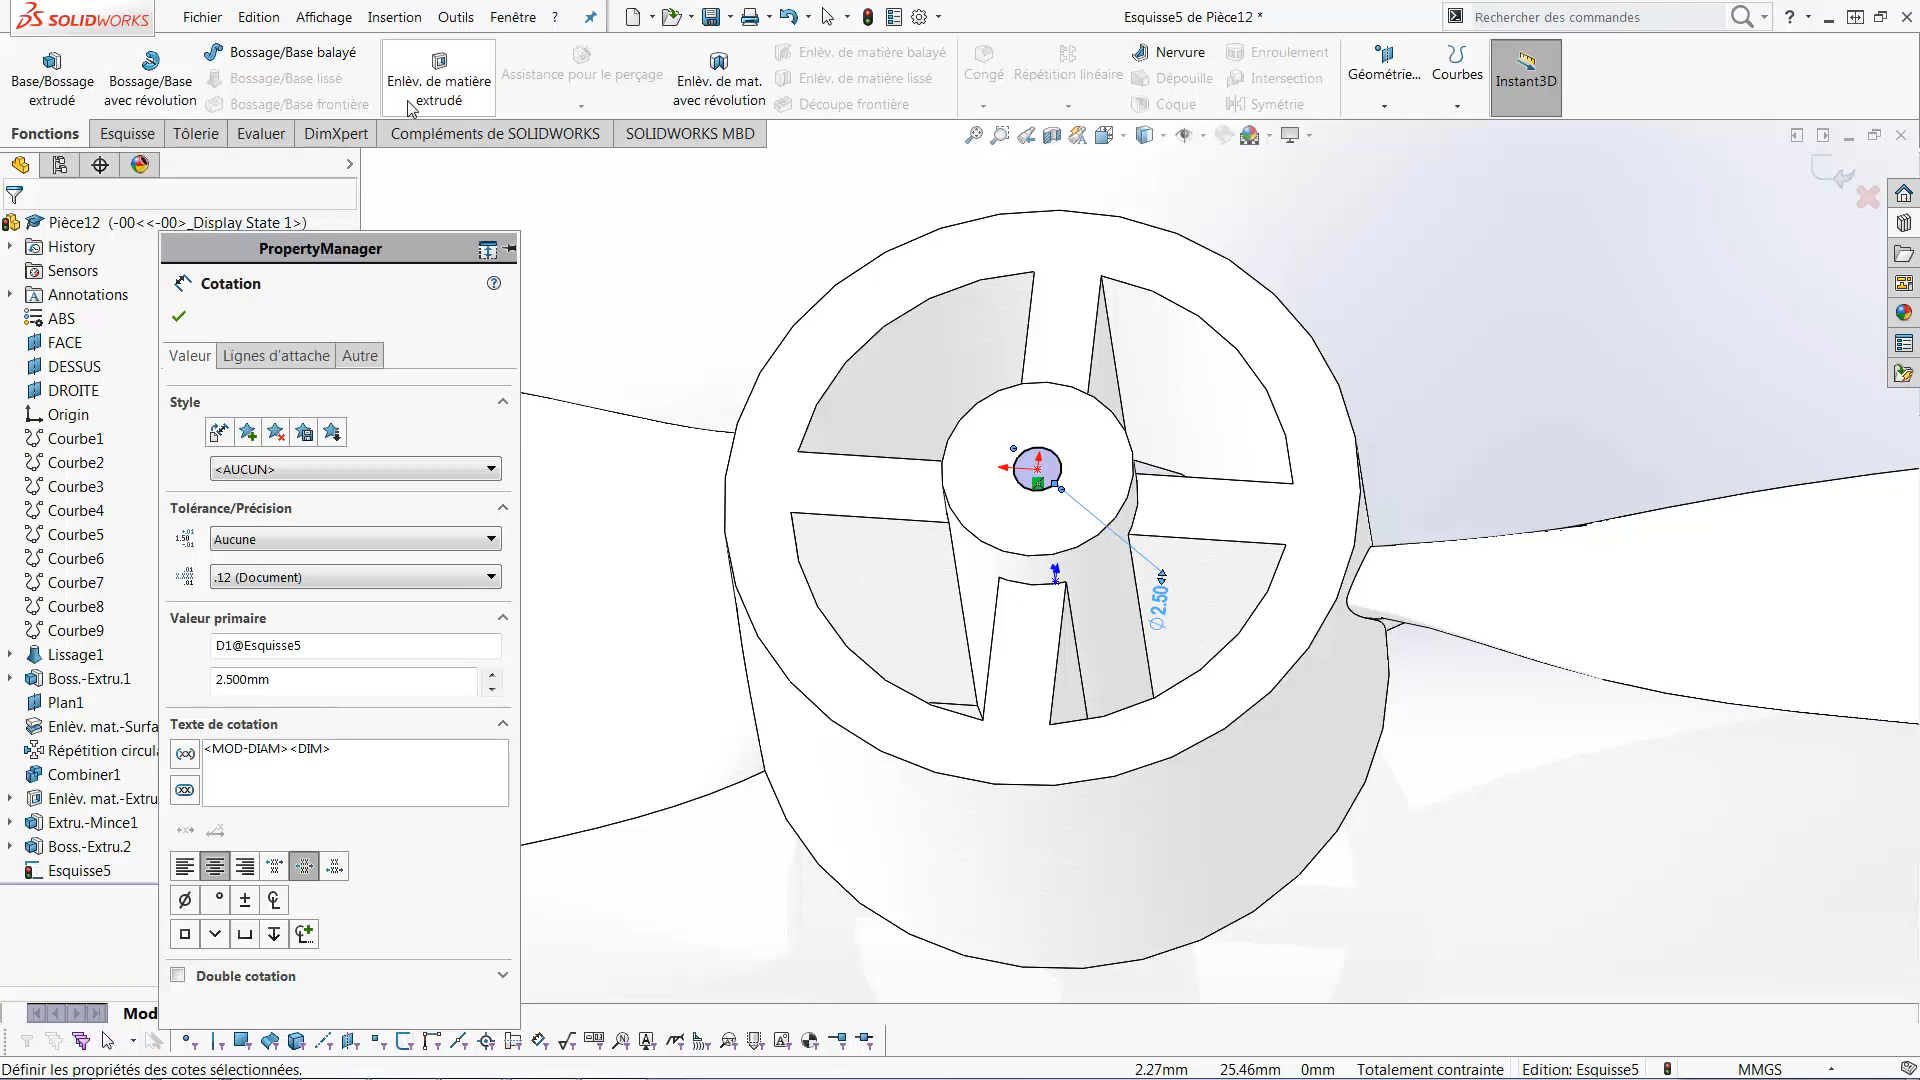 SOLIDWORKS
Fichier Edition Affichage Insertion Outils Fenêtre ?
Esquisse5 de Pièce12 *
Rechercher des commandes
Base/Bossage extrudé
Bossage/Base avec révolution
Bossage/Base balayé
Bossage/Base lissé
Bossage/Base frontière
Enlèv. de matière extrudé
Assistance pour le perçage
Enlèv. de mat. avec révolution
Enlèv. de matière balayé
Enlèv. de matière lissé
Découpe frontière
Congé
Répétition linéaire
Nervure
Dépouille
Coque
Enroulement
Intersection
Symétrie
Géométrie...
Courbes
Instant3D
Fonctions Esquisse Tôlerie Evaluer DimXpert Compléments de SOLIDWORKS SOLIDWORKS MBD
Pièce12 (-00<<-00>_Display State 1>)
History
Sensors
Annotations
ABS
FACE
DESSUS
DROITE
Origin
Courbe1
Courbe2
Courbe3
Courbe4
Courbe5
Courbe6
Courbe7
Courbe8
Courbe9
Lissage1
Boss.-Extru.1
Plan1
Enlèv. mat.-Surfa
Répétition circula
Combiner1
Enlèv. mat.-Extru
Extru.-Mince1
Boss.-Extru.2
Esquisse5
PropertyManager
Cotation
Valeur Lignes d'attache Autre
Style
<AUCUN>
Tolérance/Précision
Aucune
.12 (Document)
Valeur primaire
D1@Esquisse5
2.500mm
Texte de cotation
<MOD-DIAM><DIM>
Double cotation
∅2.50
Mod
Définir les propriétés des cotes sélectionnées.
2.27mm 25.46mm 0mm Totalement contrainte Edition: Esquisse5 MMGS